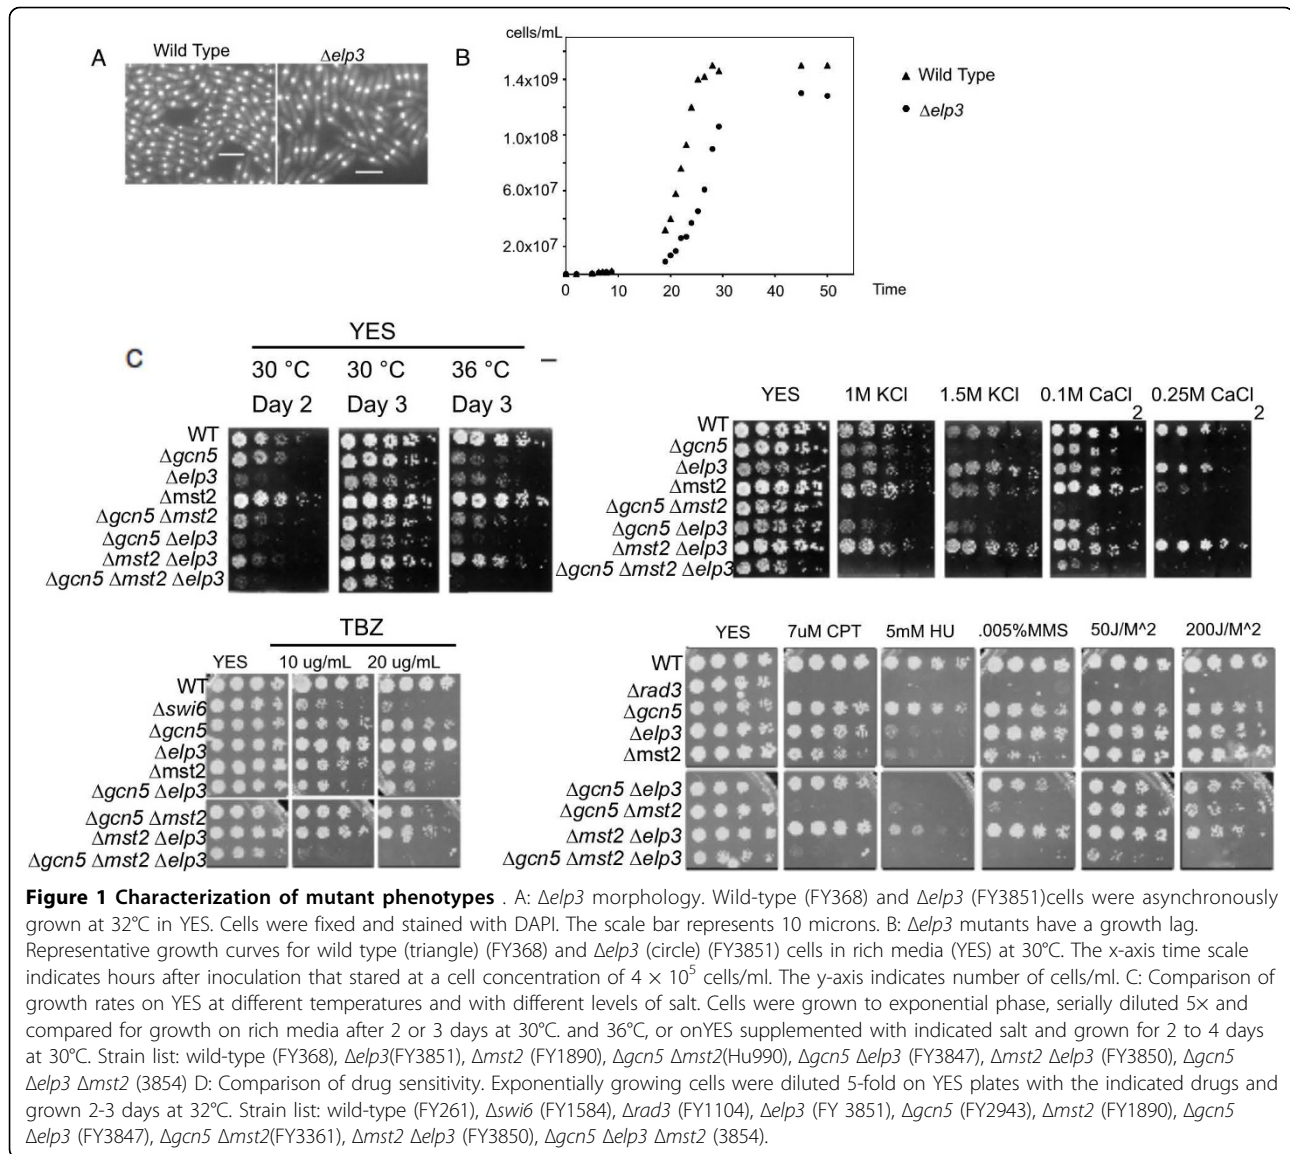 A
Wild Type
Δelp3
B
cells/mL
1.4x10⁹
1.0x10⁸
6.0x10⁷
2.0x10⁷
0 10 20 30 40 50 Time
Wild Type
Δelp3
C
YES
30 °C 30 °C 36 °C
Day 2 Day 3 Day 3
WT
Δgcn5
Δelp3
Δmst2
Δgcn5 Δmst2
Δgcn5 Δelp3
Δmst2 Δelp3
Δgcn5 Δmst2 Δelp3
YES 1M KCl 1.5M KCl 0.1M CaCl2 0.25M CaCl2
WT
Δgcn5
Δelp3
Δmst2
Δgcn5 Δmst2
Δgcn5 Δelp3
Δmst2 Δelp3
Δgcn5 Δmst2 Δelp3
TBZ
YES 10 ug/mL 20 ug/mL
WT
Δswi6
Δgcn5
Δelp3
Δmst2
Δgcn5 Δelp3
Δgcn5 Δmst2
Δmst2 Δelp3
Δgcn5 Δmst2 Δelp3
YES 7uM CPT 5mM HU .005%MMS 50J/M^2 200J/M^2
WT
Δrad3
Δgcn5
Δelp3
Δmst2
Δgcn5 Δelp3
Δgcn5 Δmst2
Δmst2 Δelp3
Δgcn5 Δmst2 Δelp3
Figure 1 Characterization of mutant phenotypes . A: Δelp3 morphology. Wild-type (FY368) and Δelp3 (FY3851)cells were asynchronously
grown at 32°C in YES. Cells were fixed and stained with DAPI. The scale bar represents 10 microns. B: Δelp3 mutants have a growth lag.
Representative growth curves for wild type (triangle) (FY368) and Δelp3 (circle) (FY3851) cells in rich media (YES) at 30°C. The x-axis time scale
indicates hours after inoculation that stared at a cell concentration of 4 × 10⁵ cells/ml. The y-axis indicates number of cells/ml. C: Comparison of
growth rates on YES at different temperatures and with different levels of salt. Cells were grown to exponential phase, serially diluted 5× and
compared for growth on rich media after 2 or 3 days at 30°C. and 36°C, or onYES supplemented with indicated salt and grown for 2 to 4 days
at 30°C. Strain list: wild-type (FY368), Δelp3(FY3851), Δmst2 (FY1890), Δgcn5 Δmst2(Hu990), Δgcn5 Δelp3 (FY3847), Δmst2 Δelp3 (FY3850), Δgcn5
Δelp3 Δmst2 (3854) D: Comparison of drug sensitivity. Exponentially growing cells were diluted 5-fold on YES plates with the indicated drugs and
grown 2-3 days at 32°C. Strain list: wild-type (FY261), Δswi6 (FY1584), Δrad3 (FY1104), Δelp3 (FY 3851), Δgcn5 (FY2943), Δmst2 (FY1890), Δgcn5
Δelp3 (FY3847), Δgcn5 Δmst2(FY3361), Δmst2 Δelp3 (FY3850), Δgcn5 Δelp3 Δmst2 (3854).